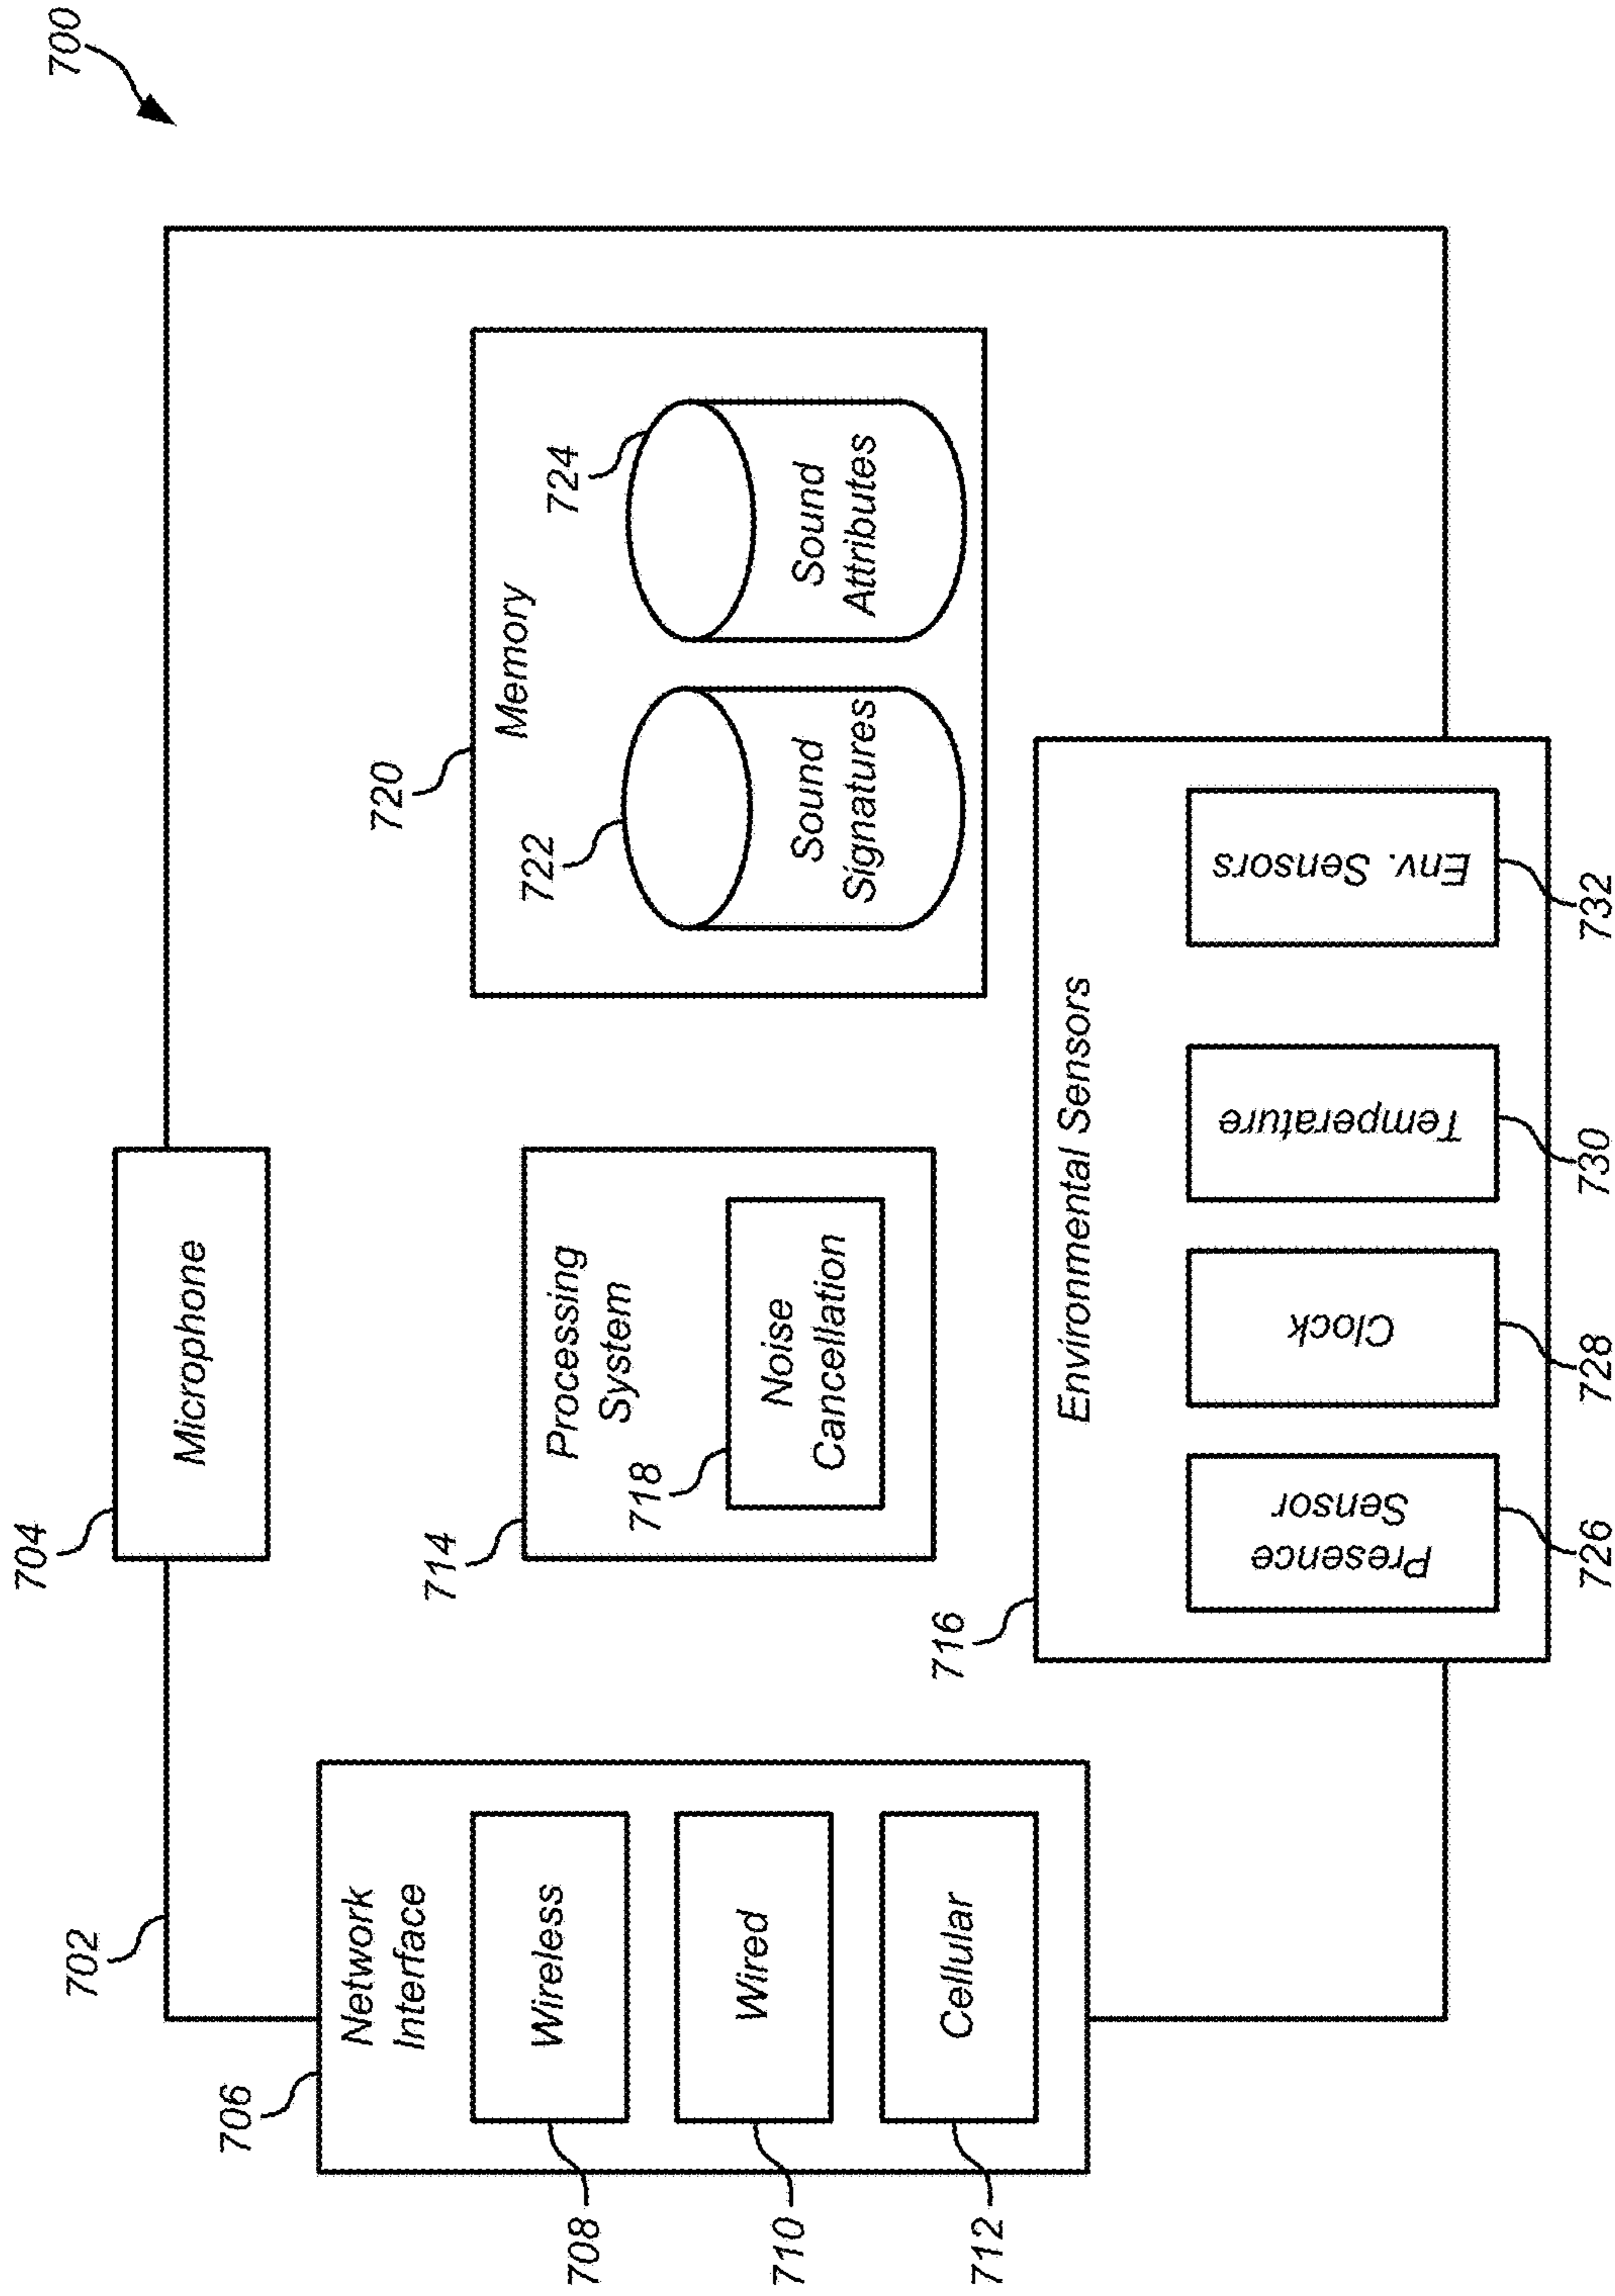 700
702
704
Microphone
706
Network
Interface
708
Wireless
710
Wired
712
Cellular
714
Processing
System
718
Noise
Cancellation
720
Memory
722
Sound
Signatures
724
Sound
Attributes
716
Environmental Sensors
Presence
Sensor
Clock
Temperature
Env. Sensors
726
728
730
732